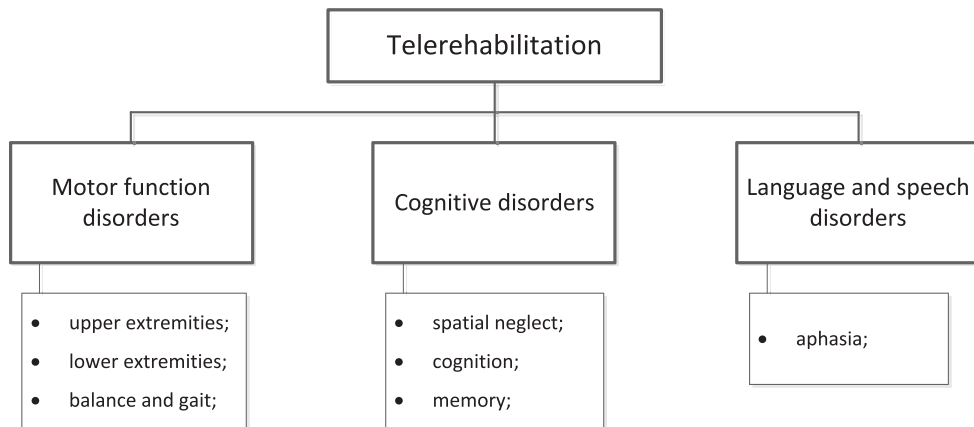 Telerehabilitation
Motor function
disorders
Cognitive disorders
Language and speech
disorders
• upper extremities;
• lower extremities;
• balance and gait;
• spatial neglect;
• cognition;
• memory;
• aphasia;